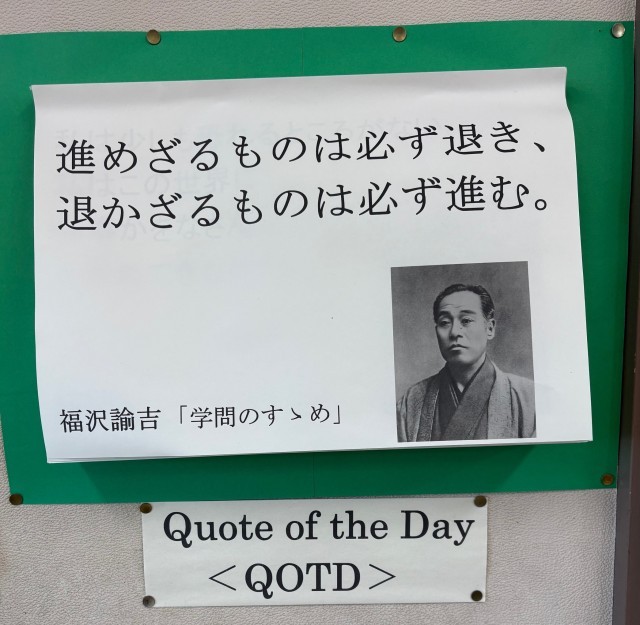 進めざるものは必ず退き、
退かざるものは必ず進む。
福沢諭吉「学問のすゝめ」
Quote of the Day
<QOTD>